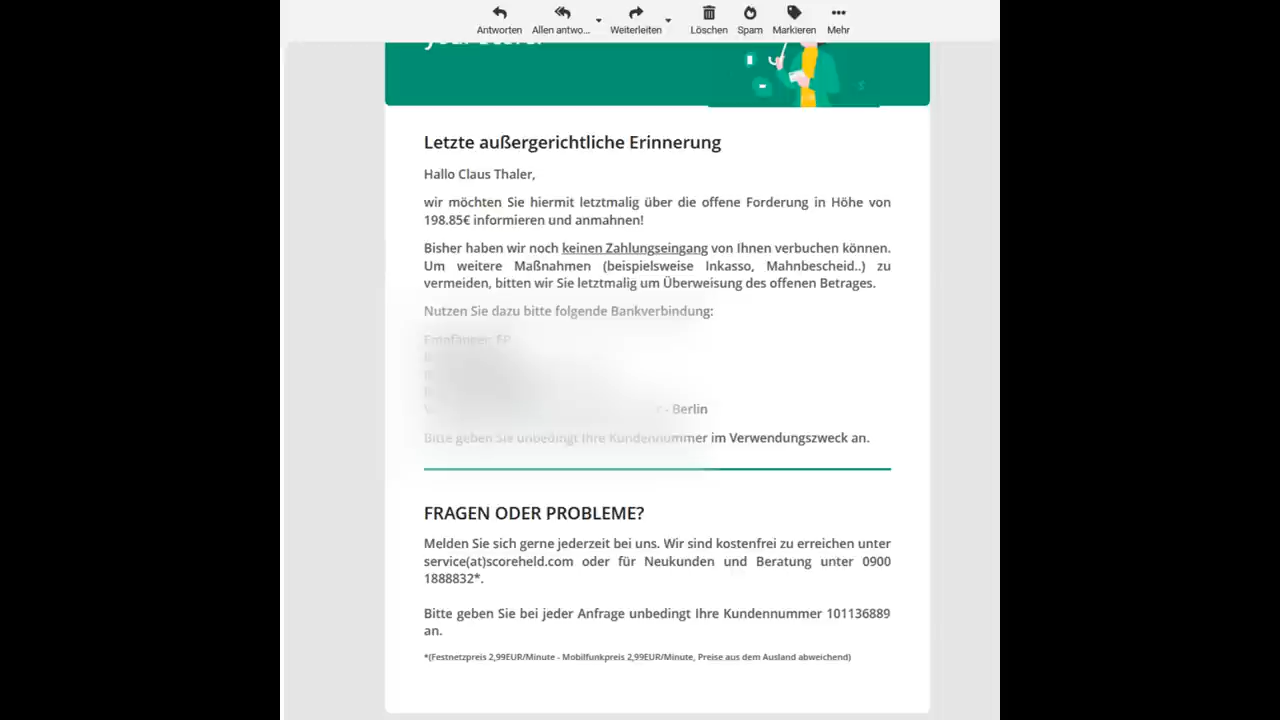 Antworten
Allen antwo...
Weiterleiten
Löschen
Spam
Markieren
Mehr
Letzte außergerichtliche Erinnerung
Hallo Claus Thaler,
wir möchten Sie hiermit letztmalig über die offene Forderung in Höhe von
198.85€ informieren und anmahnen!
Bisher haben wir noch keinen Zahlungseingang von Ihnen verbuchen können.
Um weitere Maßnahmen (beispielsweise Inkasso, Mahnbescheid..) zu
vermeiden, bitten wir Sie letztmalig um Überweisung des offenen Betrages.
Nutzen Sie dazu bitte folgende Bankverbindung:
Empfänger: EP
- Berlin
Bitte geben Sie unbedingt Ihre Kundennummer im Verwendungszweck an.
FRAGEN ODER PROBLEME?
Melden Sie sich gerne jederzeit bei uns. Wir sind kostenfrei zu erreichen unter
service(at)scoreheld.com oder für Neukunden und Beratung unter 0900
1888832*.
Bitte geben Sie bei jeder Anfrage unbedingt Ihre Kundennummer 101136889
an.
*(Festnetzpreis 2,99EUR/Minute - Mobilfunkpreis 2,99EUR/Minute, Preise aus dem Ausland abweichend)